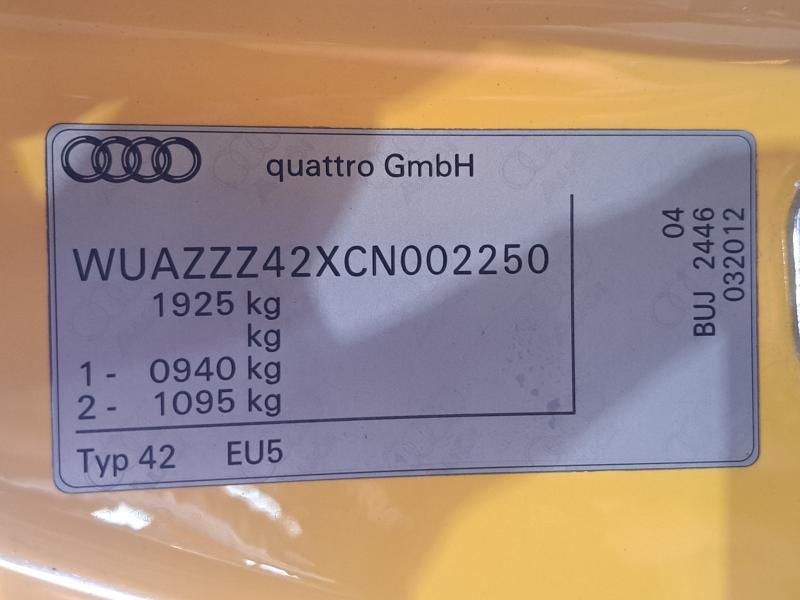 quattro GmbH
WUAZZZ42XCN002250
1925 kg
kg
1 - 0940 kg
2 - 1095 kg
Typ 42 EU5
04
BUJ 2446
032012